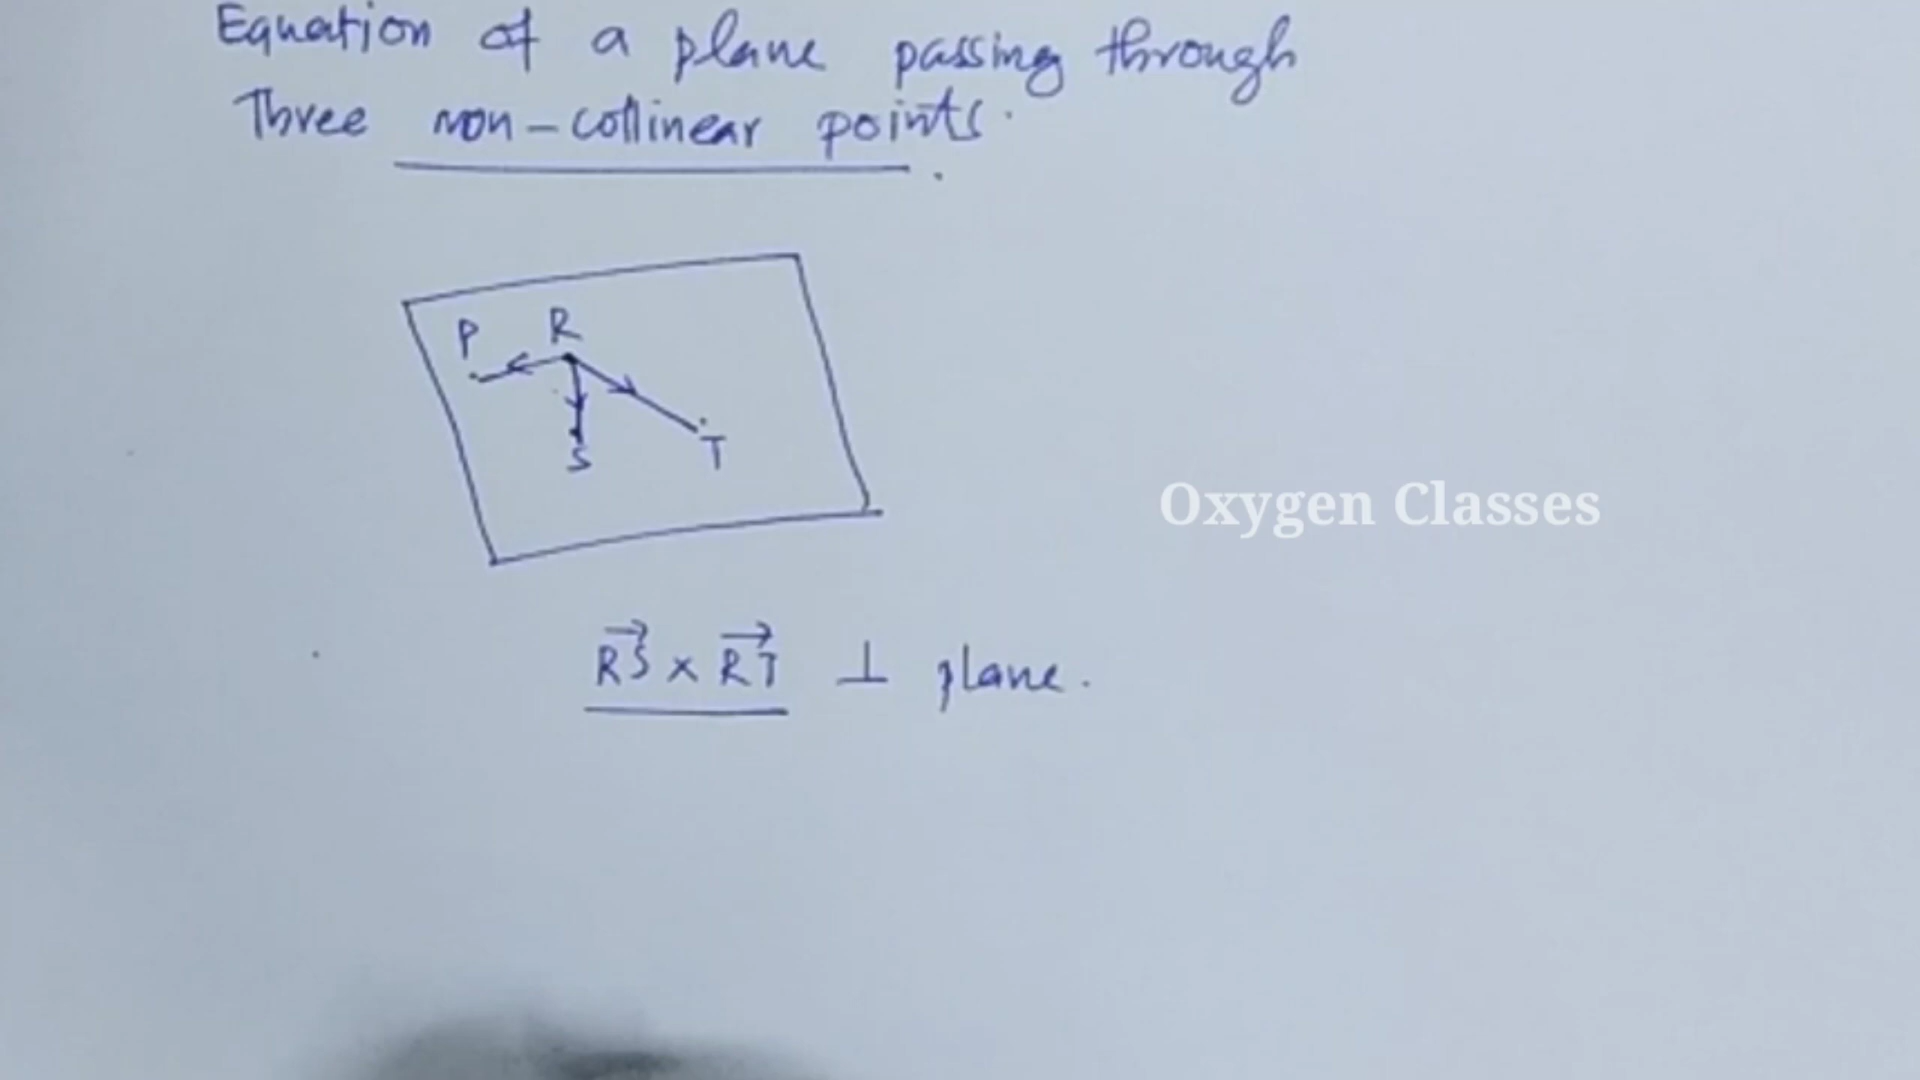 Equation of a plane passing through
Three non-collinear points.
P R
S
T
Oxygen Classes
RS × RT ⊥ plane.